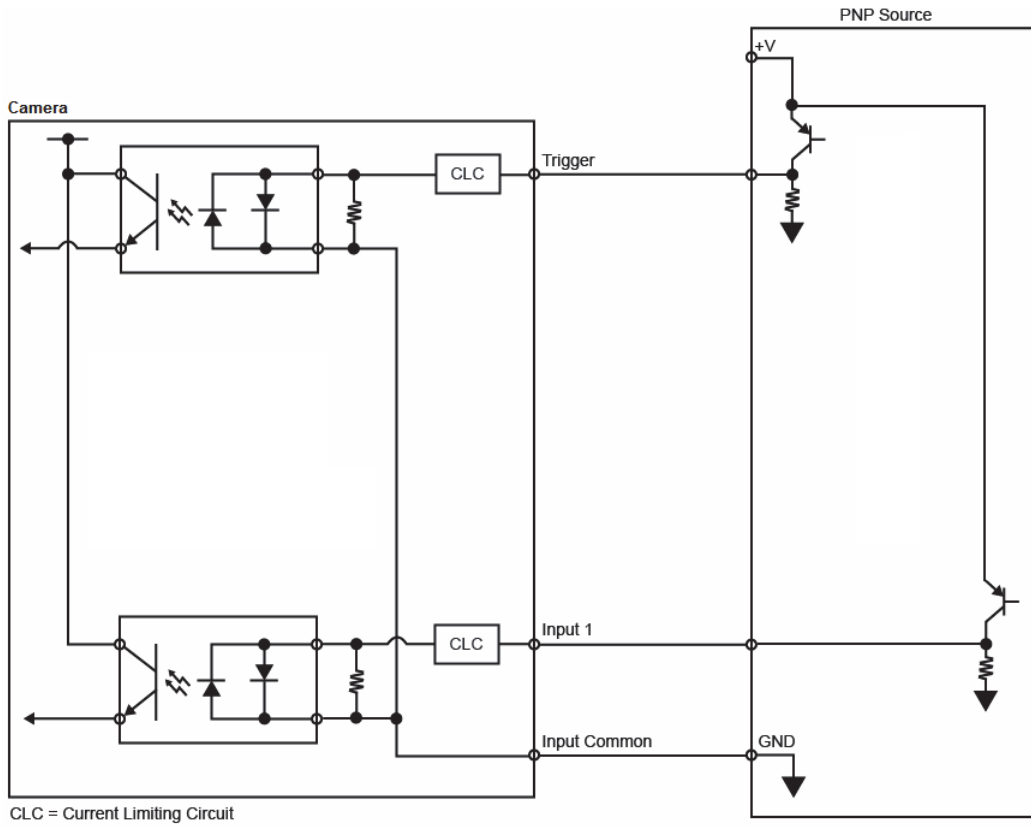 PNP Source
+V
Camera
Trigger
CLC
Input 1
CLC
Input Common
GND
CLC = Current Limiting Circuit